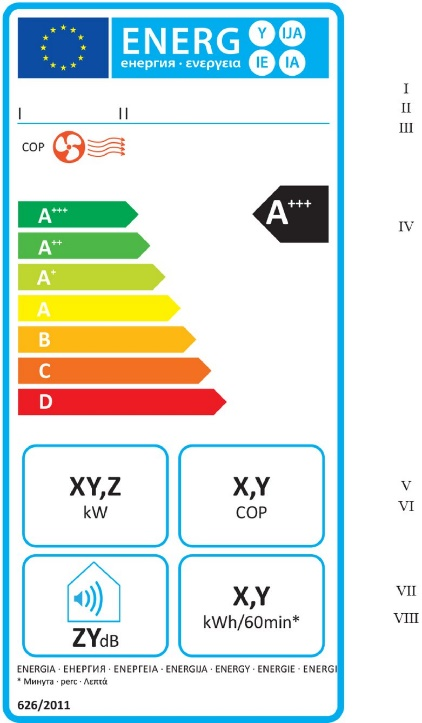 ENERG Y IJA
енергия · ενεργεια IE IA
I II
COP
A+++
A++
A+
A
B
C
D
A+++
XY,Z
kW
X,Y
COP
ZYdB
X,Y
kWh/60min*
ENERGIA · ЕНЕРГИЯ · ΕΝΕΡΓΕΙΑ · ENERGIJA · ENERGY · ENERGIE · ENERGI
* Минута · perc · Λεπτά
626/2011
I
II
III
IV
V
VI
VII
VIII